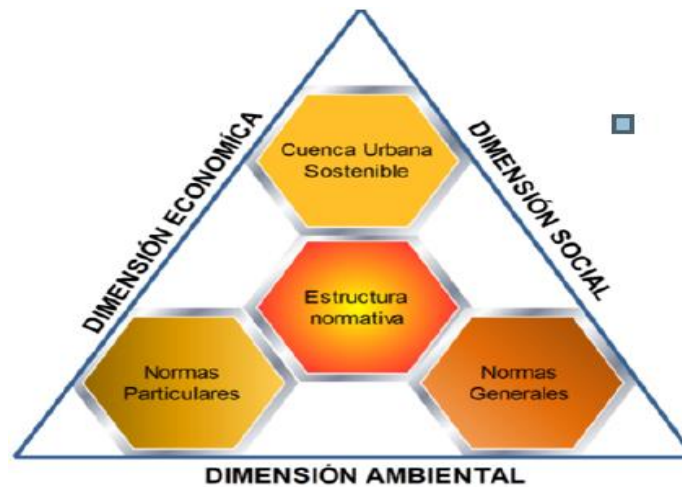 DIMENSIÓN ECONOMÍCA
DIMENSIÓN SOCIAL
Cuenca Urbana
Sostenible
Estructura
normativa
Normas
Particulares
Normas
Generales
DIMENSIÓN AMBIENTAL